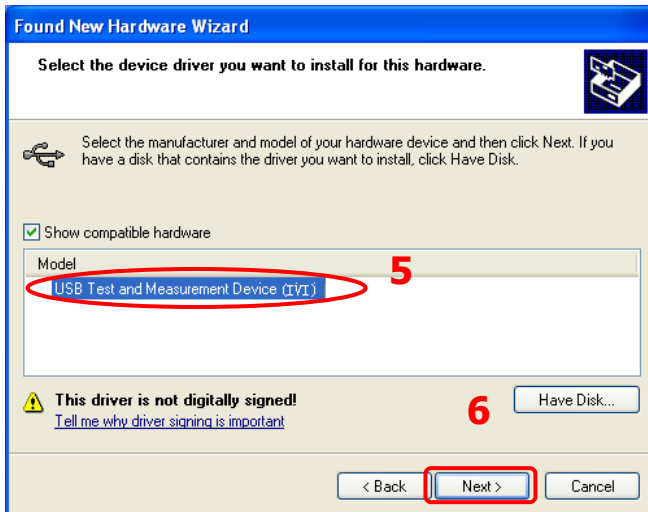 Found New Hardware Wizard
Select the device driver you want to install for this hardware.
Select the manufacturer and model of your hardware device and then click Next. If you
have a disk that contains the driver you want to install, click Have Disk.
Show compatible hardware
Model
5
USB Test and Measurement Device (IVI)
This driver is not digitally signed!
Tell me why driver signing is important
6
Have Disk...
< Back
Next >
Cancel